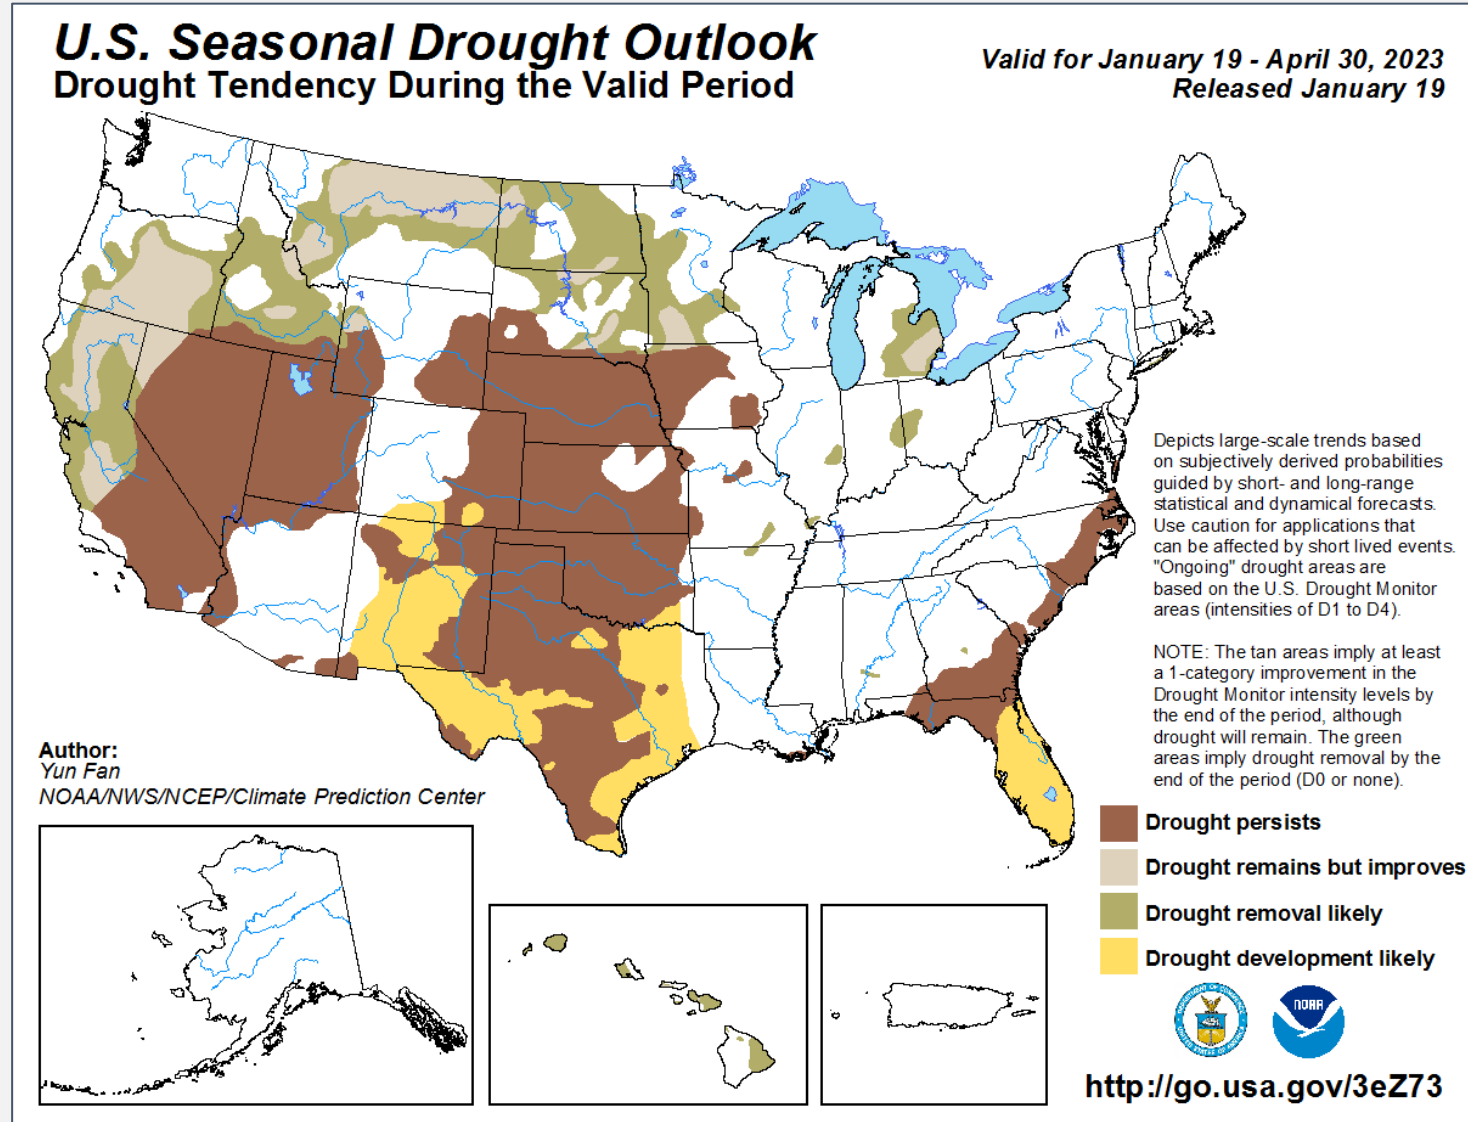 U.S. Seasonal Drought Outlook
Drought Tendency During the Valid Period
Valid for January 19 - April 30, 2023
Released January 19
Depicts large-scale trends based
on subjectively derived probabilities
guided by short- and long-range
statistical and dynamical forecasts.
Use caution for applications that
can be affected by short lived events.
"Ongoing" drought areas are
based on the U.S. Drought Monitor
areas (intensities of D1 to D4).
NOTE: The tan areas imply at least
a 1-category improvement in the
Drought Monitor intensity levels by
the end of the period, although
drought will remain. The green
areas imply drought removal by the
end of the period (D0 or none).
Author:
Yun Fan
NOAA/NWS/NCEP/Climate Prediction Center
Drought persists
Drought remains but improves
Drought removal likely
Drought development likely
DEPARTMENT OF COMMERCE
UNITED STATES OF AMERICA
NOAA
http://go.usa.gov/3eZ73